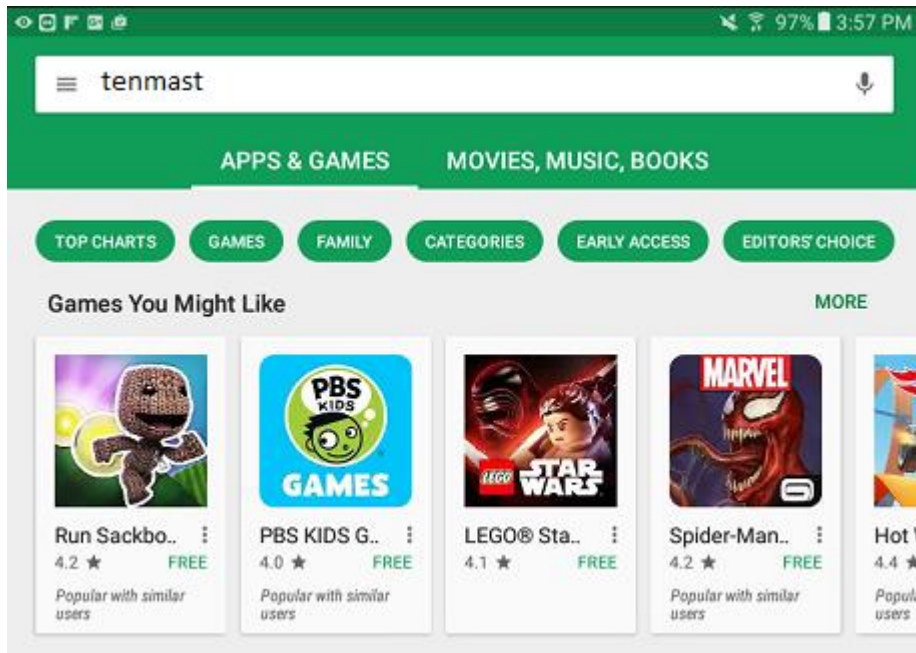 97% 3:57 PM
tenmast
APPS & GAMES MOVIES, MUSIC, BOOKS
TOP CHARTS GAMES FAMILY CATEGORIES EARLY ACCESS EDITORS' CHOICE
Games You Might Like MORE
PBS
KIDS
GAMES
LEGO STAR
WARS
MARVEL
Run Sackbo.. PBS KIDS G.. LEGO® Sta.. Spider-Man.. Hot
4.2 ★ FREE 4.0 ★ FREE 4.1 ★ FREE 4.2 ★ FREE 4.4
Popular with similar Popular with similar Popular with similar
users users users users